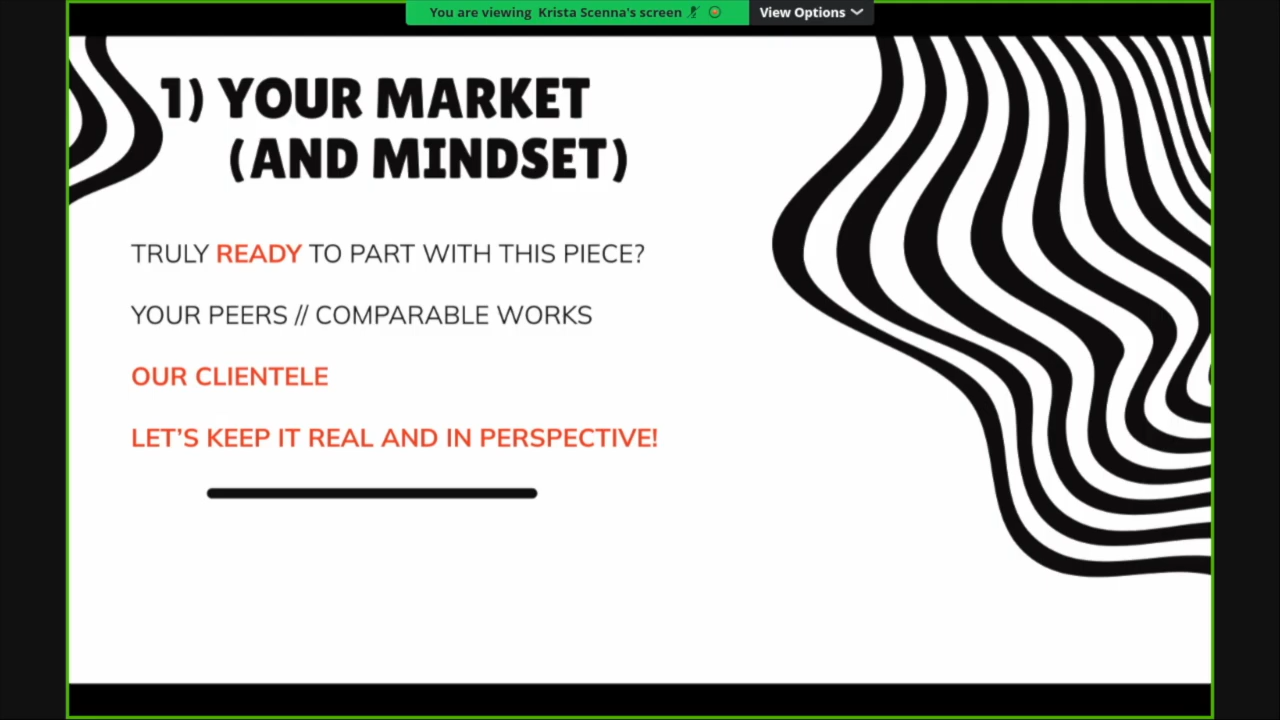 You are viewing Krista Scenna's screen
View Options
1) YOUR MARKET
(AND MINDSET)
TRULY READY TO PART WITH THIS PIECE?
YOUR PEERS // COMPARABLE WORKS
OUR CLIENTELE
LET’S KEEP IT REAL AND IN PERSPECTIVE!